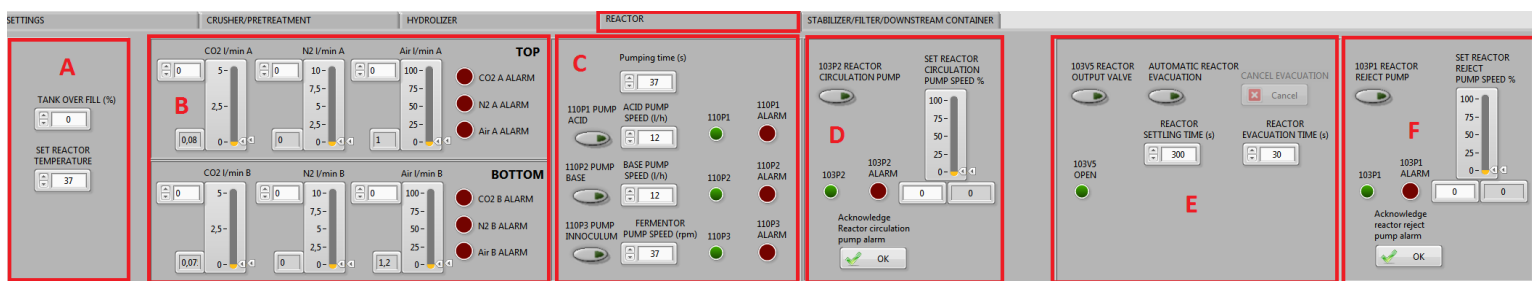 SETTINGS
CRUSHER/PRETREATMENT
HYDROLIZER
REACTOR
STABILIZER/FILTER/DOWNSTREAM CONTAINER
A
TANK OVER FILL (%)
0
SET REACTOR
TEMPERATURE
37
B
CO2 l/min A
N2 l/min A
Air l/min A
TOP
0
5-
2,5-
0-
0,08
0
10-
7,5-
5-
2,5-
0-
0
0
100-
75-
50-
25-
0-
1
CO2 A ALARM
N2 A ALARM
Air A ALARM
CO2 l/min B
N2 l/min B
Air l/min B
BOTTOM
0
5-
2,5-
0-
0,07
0
10-
7,5-
5-
2,5-
0-
0
0
100-
75-
50-
25-
0-
1,2
CO2 B ALARM
N2 B ALARM
Air B ALARM
C
Pumping time (s)
37
110P1 PUMP
ACID
ACID PUMP
SPEED (l/h)
12
110P1
110P1
ALARM
110P2 PUMP
BASE
BASE PUMP
SPEED (l/h)
12
110P2
110P2
ALARM
110P3 PUMP
INNOCULUM
FERMENTOR
PUMP SPEED (rpm)
37
110P3
110P3
ALARM
D
103P2 REACTOR
CIRCULATION PUMP
SET REACTOR
CIRCULATION
PUMP SPEED %
100-
75-
50-
25-
0-
0
0
103P2
103P2
ALARM
Acknowledge
Reactor circulation
pump alarm
OK
103V5 REACTOR
OUTPUT VALVE
AUTOMATIC REACTOR
EVACUATION
CANCEL EVACUATION
Cancel
REACTOR
SETTLING TIME (s)
300
REACTOR
EVACUATION TIME (s)
30
103V5
OPEN
E
103P1 REACTOR
REJECT PUMP
SET REACTOR
REJECT
PUMP SPEED %
100-
75-
50-
25-
0-
0
0
F
103P1
103P1
ALARM
Acknowledge
reactor reject
pump alarm
OK